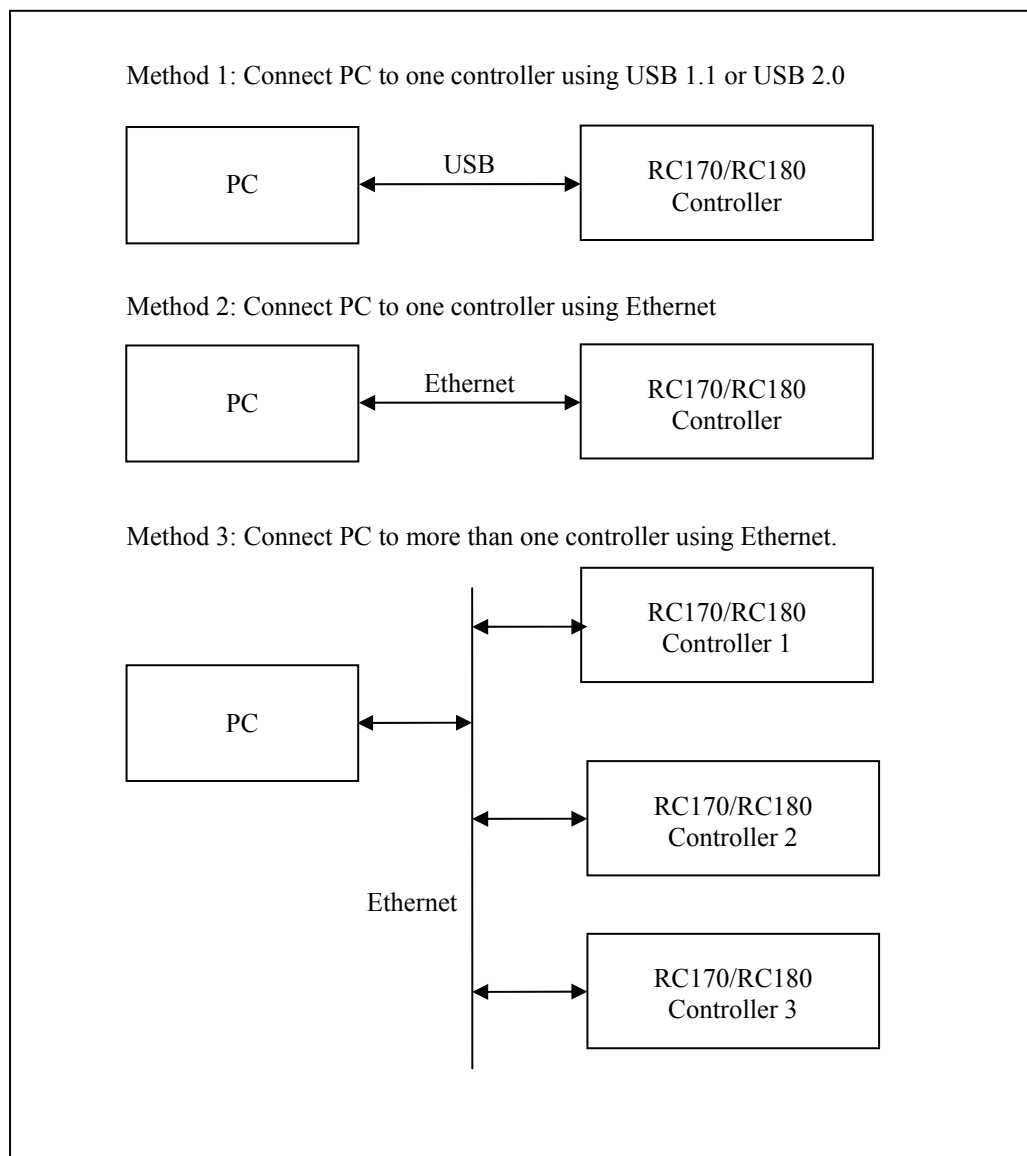 Method 1: Connect PC to one controller using USB 1.1 or USB 2.0
PC
USB
RC170/RC180
Controller
Method 2: Connect PC to one controller using Ethernet
PC
Ethernet
RC170/RC180
Controller
Method 3: Connect PC to more than one controller using Ethernet.
RC170/RC180
Controller 1
PC
RC170/RC180
Controller 2
Ethernet
RC170/RC180
Controller 3